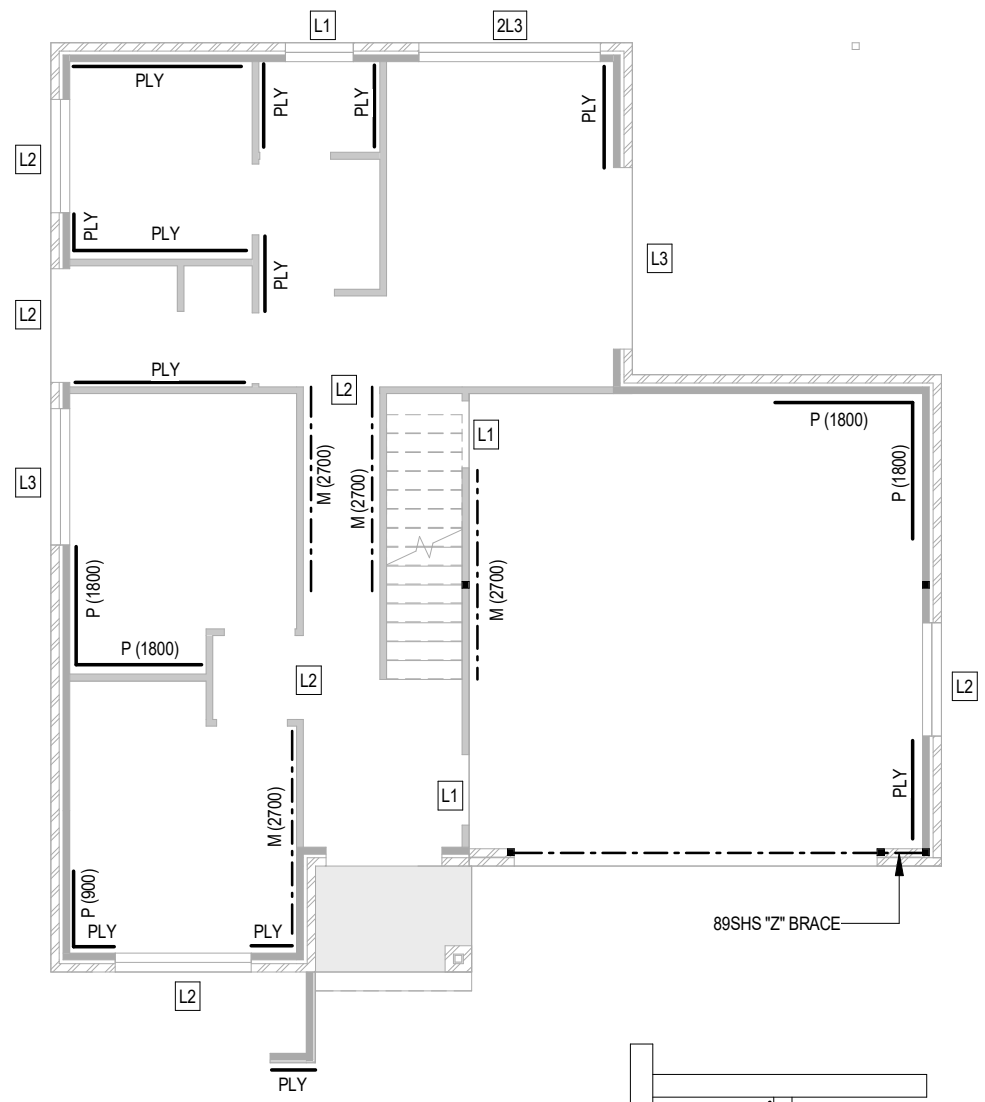 L1
2L3
PLY
PLY
PLY
PLY
L2
PLY
PLY
PLY
L3
L2
PLY
L2
L1
P (1800)
P (1800)
L3
M (2700)
M (2700)
M (2700)
P (1800)
P (1800)
L2
L2
L1
PLY
M (2700)
P (900)
PLY
PLY
89SHS "Z" BRACE
L2
PLY